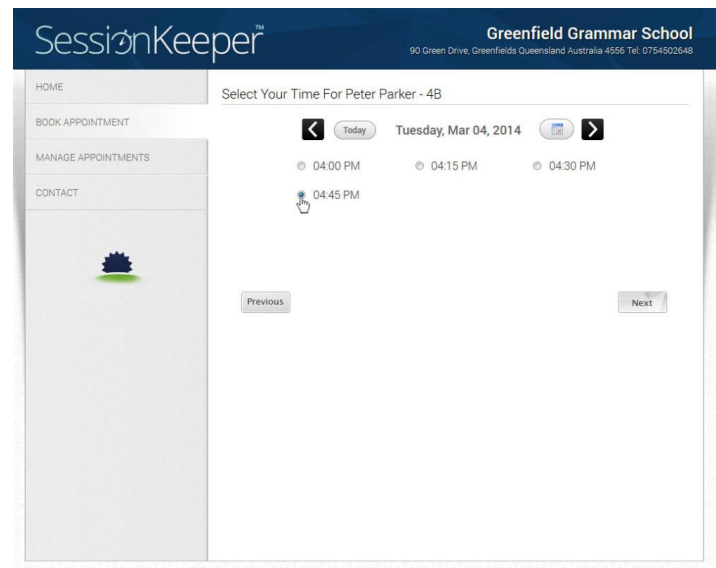 SessionKeeper™
Greenfield Grammar School
90 Green Drive, Greenfields Queensland Australia 4556 Tel: 0754502648
HOME
BOOK APPOINTMENT
MANAGE APPOINTMENTS
CONTACT
Select Your Time For Peter Parker - 4B
Today
Tuesday, Mar 04, 2014
04:00 PM
04:15 PM
04:30 PM
04:45 PM
Previous
Next